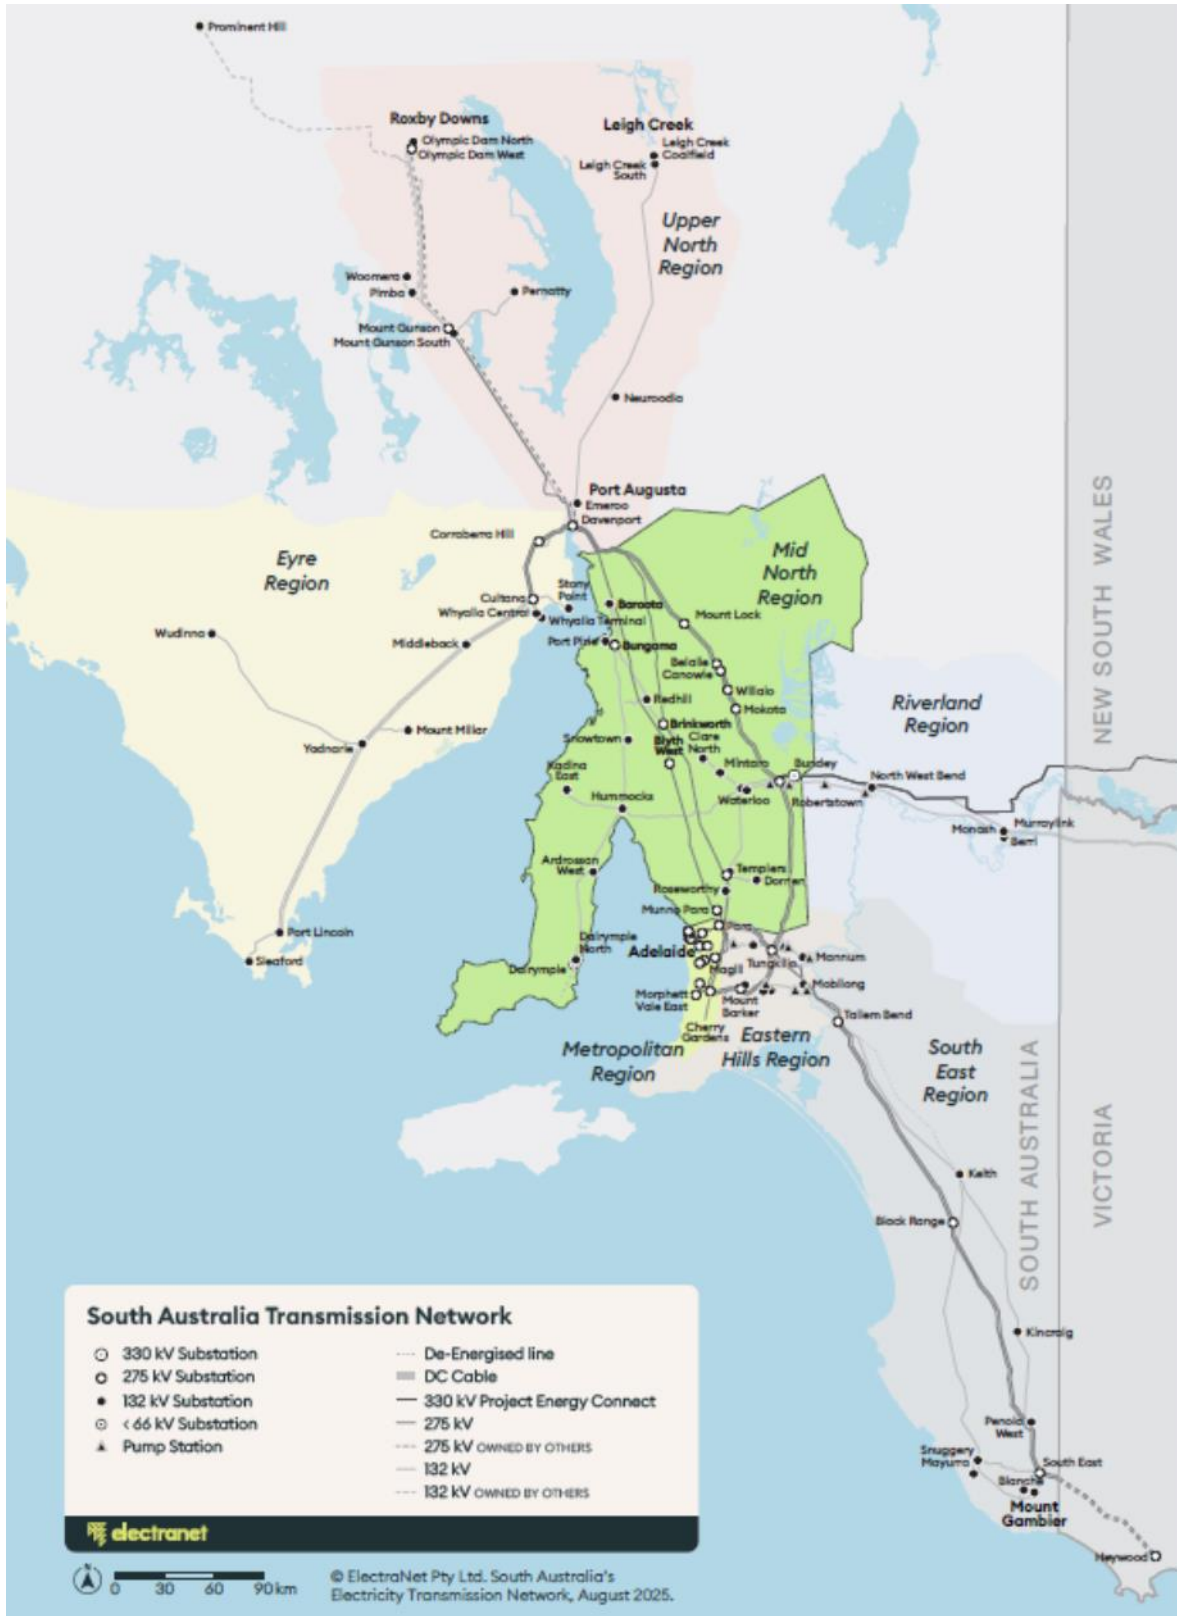 Prominent Hill
Roxby Downs
Olympic Dam North
Olympic Dam West
Leigh Creek
Leigh Creek
Coalfield
Leigh Creek
South
Upper
North
Region
Woomera
Pimba
Pernatty
Mount Gunson
Mount Gunson South
Neuroodla
Port Augusta
Emeroo
Davenport
Corraberra Hill
Eyre
Region
Mid
North
Region
Cultana
Stony
Point
Whyalla Central
Whyalla Terminal
Baroota
Mount Lock
Wudinna
Middleback
Port Pirie
Bungama
Belalie
Canowie
Willalo
Mokota
Redhill
Riverland
Region
NEW SOUTH WALES
Mount Millar
Yadnarie
Snowtown
Brinkworth
Blyth
West
Clare
North
Mintaro
Bundey
Kadina
East
Hummocks
Waterloo
Robertstown
North West Bend
Monash
Murraylink
Berri
Ardrossan
West
Templers
Dorrien
Roseworthy
Munno Para
Para
Port Lincoln
Sleaford
Dalrymple
North
Dalrymple
Adelaide
Magill
Tungkillo
Mannum
Mobilong
Morphett
Vale East
Mount
Barker
Cherry
Gardens
Tailem Bend
Metropolitan
Region
Eastern
Hills Region
South
East
Region
SOUTH AUSTRALIA
VICTORIA
Keith
Black Range
Kincraig
Penola
West
Snuggery
Mayurra
South East
Blanche
Mount
Gambier
Heywood
South Australia Transmission Network
330 kV Substation
275 kV Substation
132 kV Substation
< 66 kV Substation
Pump Station
De-Energised line
DC Cable
330 kV Project Energy Connect
275 kV
275 kV OWNED BY OTHERS
132 kV
132 kV OWNED BY OTHERS
electranet
N
0 30 60 90 km
© ElectraNet Pty Ltd. South Australia's
Electricity Transmission Network, August 2025.